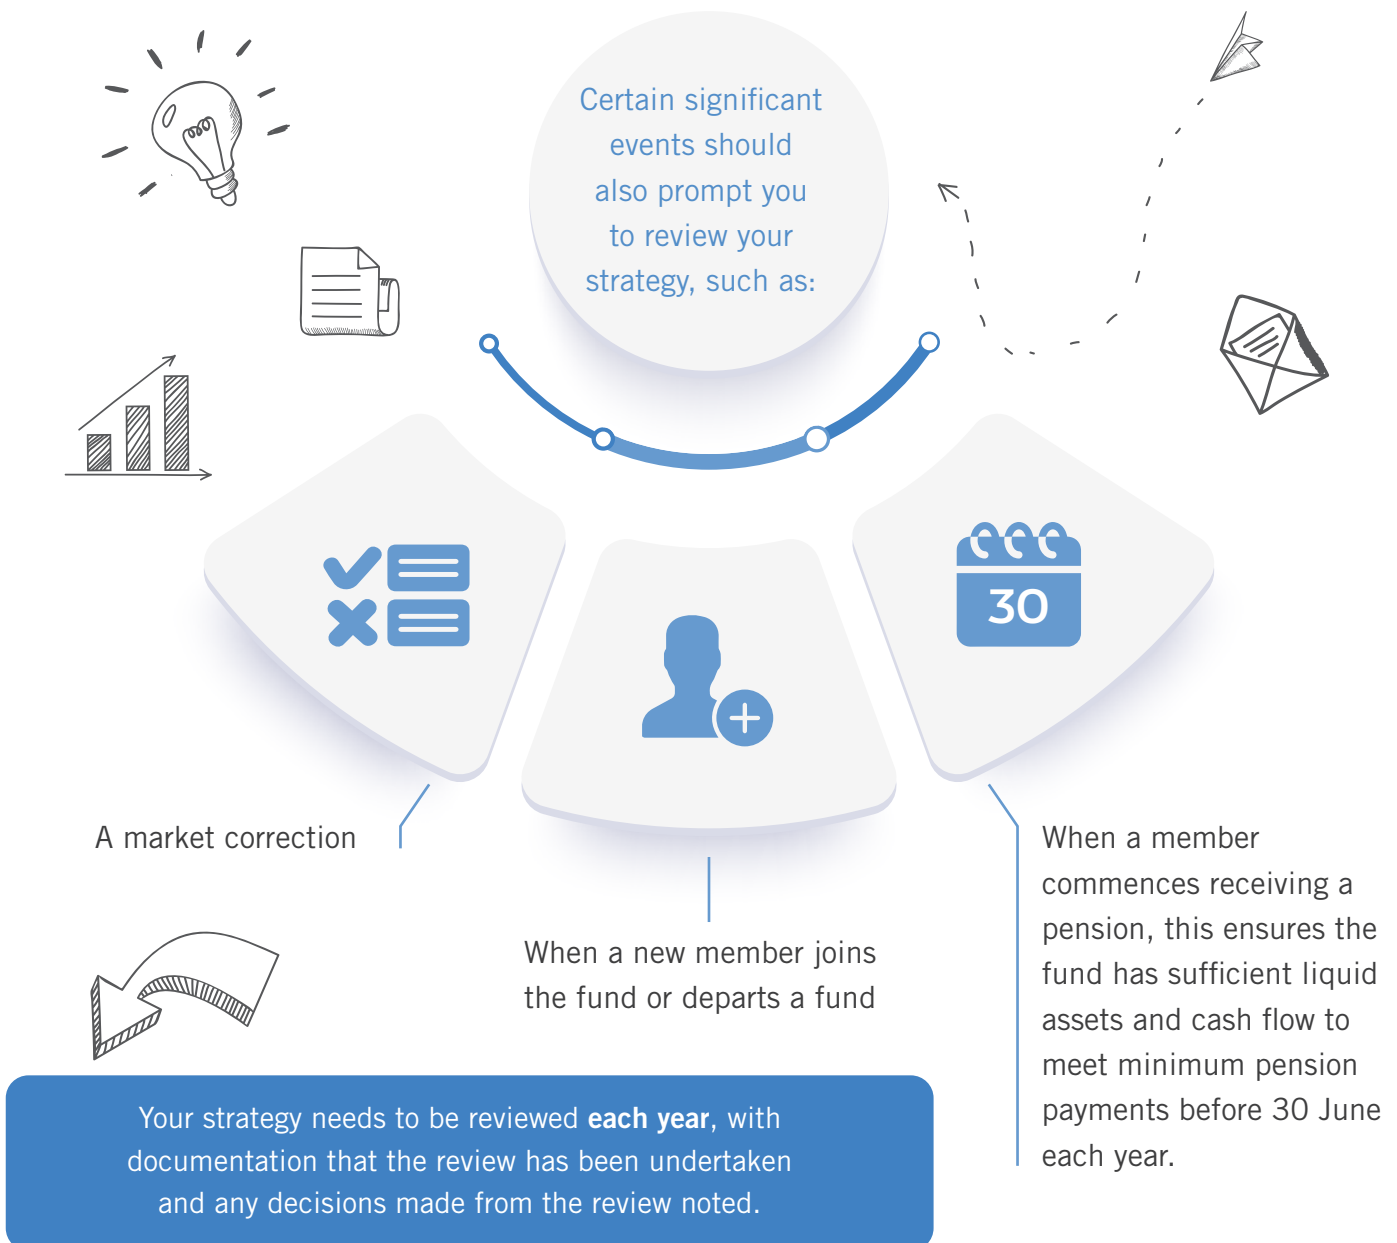 Certain significant
events should
also prompt you
to review your
strategy, such as:
30
A market correction
When a new member joins
the fund or departs a fund
When a member
commences receiving a
pension, this ensures the
fund has sufficient liquid
assets and cash flow to
meet minimum pension
payments before 30 June
each year.
Your strategy needs to be reviewed each year, with
documentation that the review has been undertaken
and any decisions made from the review noted.